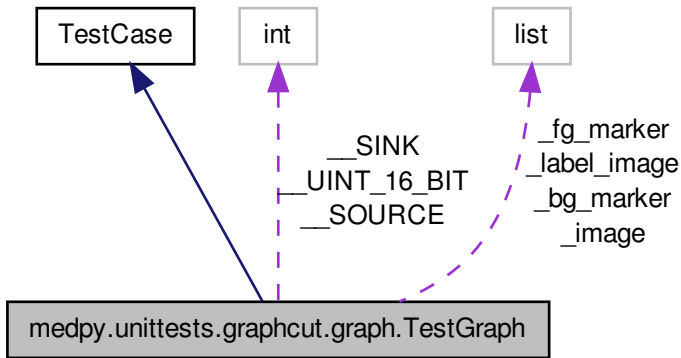 TestCase
int
list
__SINK
__UINT_16_BIT
__SOURCE
_fg_marker
_label_image
_bg_marker
_image
medpy.unittests.graphcut.graph.TestGraph